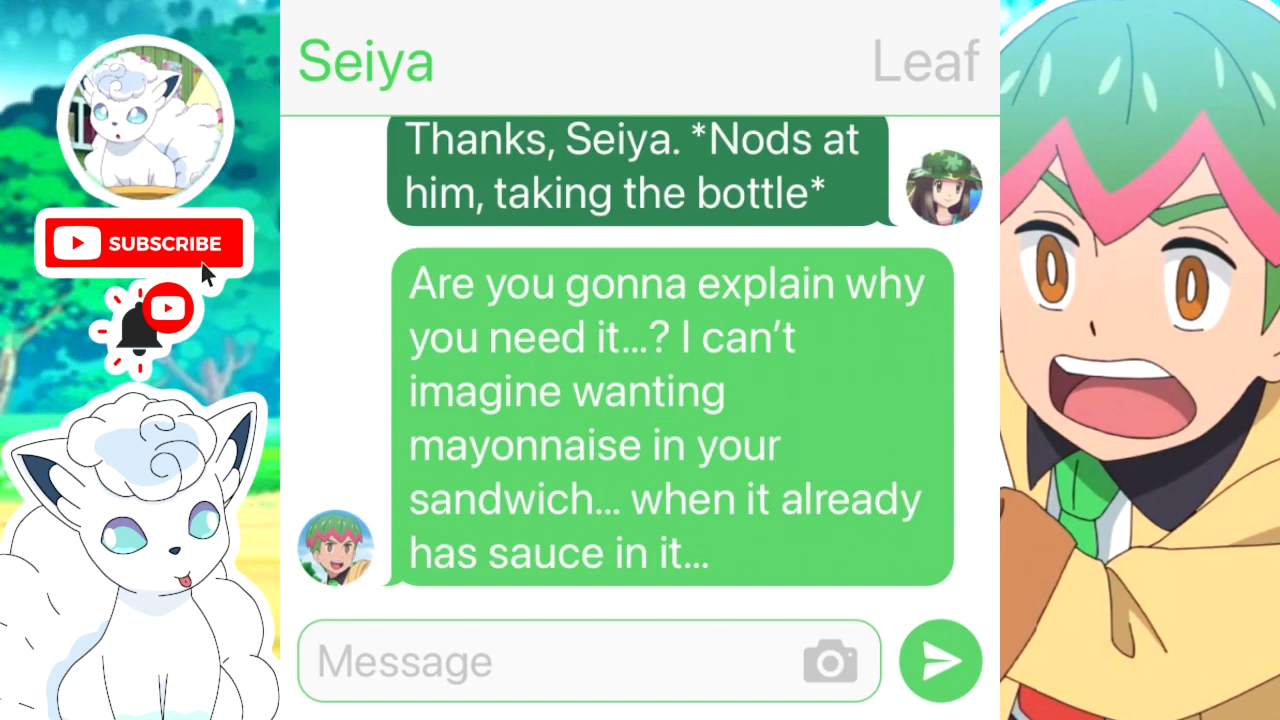 Seiya
Leaf
Thanks, Seiya. *Nods at
him, taking the bottle*
SUBSCRIBE
Are you gonna explain why
you need it...? I can’t
imagine wanting
mayonnaise in your
sandwich... when it already
has sauce in it...
Message